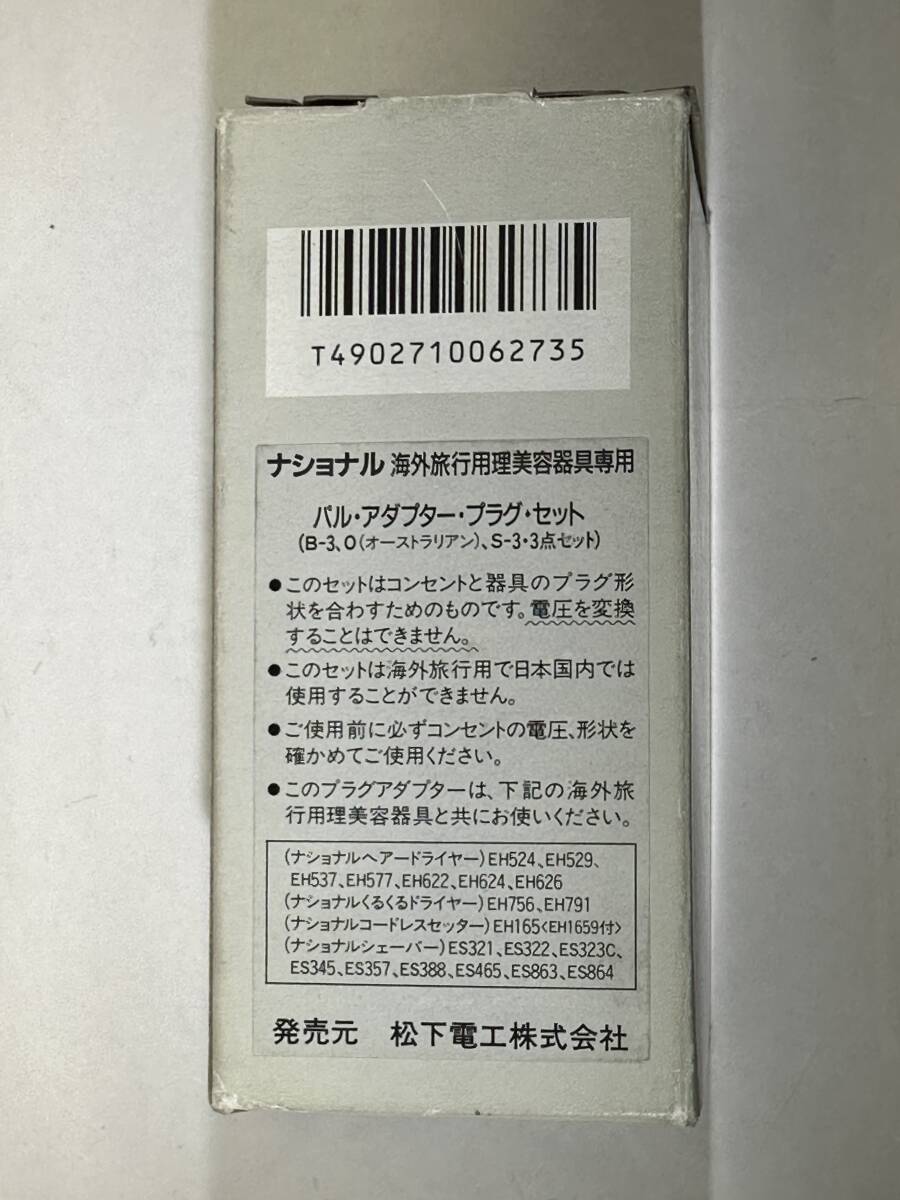 T4902710062735
ナショナル 海外旅行用理美容器具専用
パル・アダプター・プラグ・セット
(B-3、O(オーストラリアン)、S-3・3点セット)
●このセットはコンセントと器具のプラグ形
状を合わすためのものです。電圧を変換
することはできません。
●このセットは海外旅行用で日本国内では
使用することができません。
●ご使用前に必ずコンセントの電圧、形状を
確かめてご使用ください。
●このプラグアダプターは、下記の海外旅
行用理美容器具と共にお使いください。
(ナショナルヘアードライヤー)EH524、EH529、
EH537、EH577、EH622、EH624、EH626
(ナショナルくるくるドライヤー)EH756、EH791
(ナショナルコードレスセッター)EH165<EH1659付>
(ナショナルシェーバー)ES321、ES322、ES323C、
ES345、ES357、ES388、ES465、ES863、ES864
発売元 松下電工株式会社